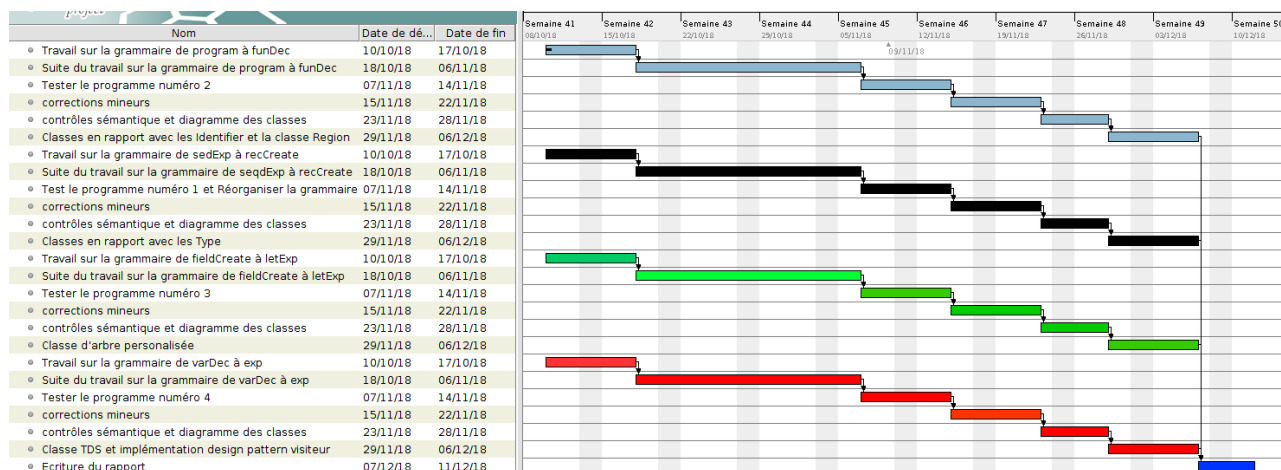 project
Semaine 41 Semaine 42 Semaine 43 Semaine 44 Semaine 45 Semaine 46 Semaine 47 Semaine 48 Semaine 49 Semaine 50
Nom Date de dé... Date de fin 08/10/18 15/10/18 22/10/18 29/10/18 05/11/18 12/11/18 19/11/18 26/11/18 03/12/18 10/12/18
Travail sur la grammaire de program à funDec 10/10/18 17/10/18 09/11/18
Suite du travail sur la grammaire de program à funDec 18/10/18 06/11/18
Tester le programme numéro 2 07/11/18 14/11/18
corrections mineurs 15/11/18 22/11/18
contrôles sémantique et diagramme des classes 23/11/18 28/11/18
Classes en rapport avec les Identifier et la classe Region 29/11/18 06/12/18
Travail sur la grammaire de sedExp à recCreate 10/10/18 17/10/18
Suite du travail sur la grammaire de seqdExp à recCreate 18/10/18 06/11/18
Test le programme numéro 1 et Réorganiser la grammaire 07/11/18 14/11/18
corrections mineurs 15/11/18 22/11/18
contrôles sémantique et diagramme des classes 23/11/18 28/11/18
Classes en rapport avec les Type 29/11/18 06/12/18
Travail sur la grammaire de fieldCreate à letExp 10/10/18 17/10/18
Suite du travail sur la grammaire de fieldCreate à letExp 18/10/18 06/11/18
Tester le programme numéro 3 07/11/18 14/11/18
corrections mineurs 15/11/18 22/11/18
contrôles sémantique et diagramme des classes 23/11/18 28/11/18
Classe d'arbre personalisée 29/11/18 06/12/18
Travail sur la grammaire de varDec à exp 10/10/18 17/10/18
Suite du travail sur la grammaire de varDec à exp 18/10/18 06/11/18
Tester le programme numéro 4 07/11/18 14/11/18
corrections mineurs 15/11/18 22/11/18
contrôles sémantique et diagramme des classes 23/11/18 28/11/18
Classe TDS et implémentation design pattern visiteur 29/11/18 06/12/18
Ecriture du rapport 07/12/18 11/12/18